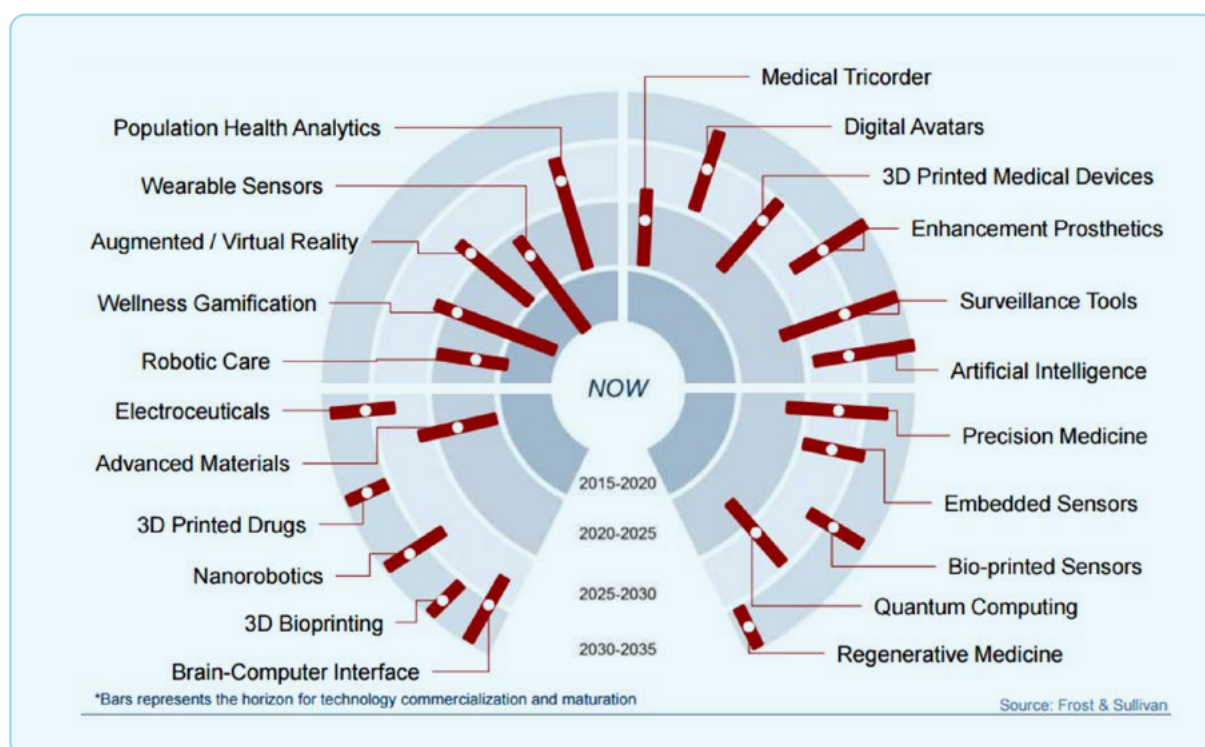 Medical Tricorder
Population Health Analytics
Digital Avatars
Wearable Sensors
3D Printed Medical Devices
Augmented / Virtual Reality
Enhancement Prosthetics
Wellness Gamification
Surveillance Tools
Robotic Care
Artificial Intelligence
NOW
Electroceuticals
Precision Medicine
Advanced Materials
2015-2020
Embedded Sensors
3D Printed Drugs
2020-2025
Bio-printed Sensors
Nanorobotics
2025-2030
Quantum Computing
3D Bioprinting
2030-2035
Regenerative Medicine
Brain-Computer Interface
*Bars represents the horizon for technology commercialization and maturation
Source: Frost & Sullivan